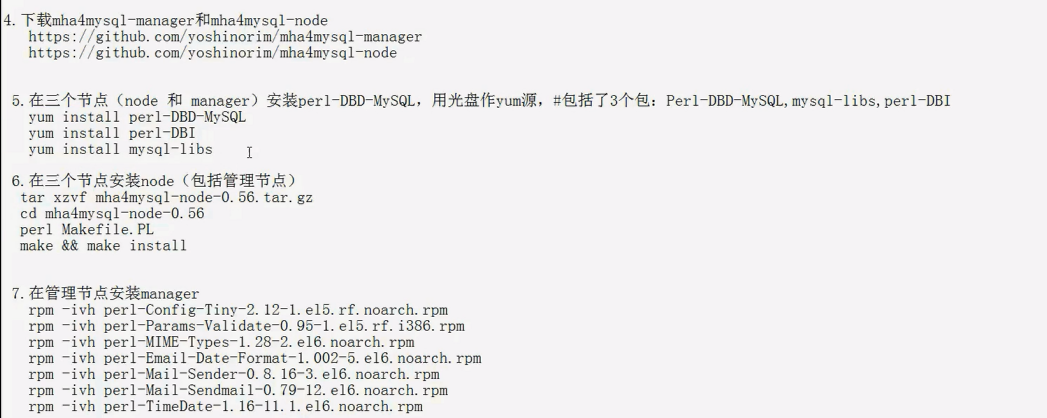 4.下载mha4mysql-manager和mha4mysql-node
https://github.com/yoshinorim/mha4mysql-manager
https://github.com/yoshinorim/mha4mysql-node
5.在三个节点（node 和 manager）安装perl-DBD-MySQL，用光盘作yum源，#包括了3个包：Perl-DBD-MySQL,mysql-libs,perl-DBI
yum install perl-DBD-MySQL
yum install perl-DBI
yum install mysql-libs
6.在三个节点安装node（包括管理节点）
tar xzvf mha4mysql-node-0.56.tar.gz
cd mha4mysql-node-0.56
perl Makefile.PL
make && make install
7.在管理节点安装manager
rpm -ivh perl-Config-Tiny-2.12-1.el5.rf.noarch.rpm
rpm -ivh perl-Params-Validate-0.95-1.el5.rf.i386.rpm
rpm -ivh perl-MIME-Types-1.28-2.el6.noarch.rpm
rpm -ivh perl-Email-Date-Format-1.002-5.el6.noarch.rpm
rpm -ivh perl-Mail-Sender-0.8.16-3.el6.noarch.rpm
rpm -ivh perl-Mail-Sendmail-0.79-12.el6.noarch.rpm
rpm -ivh perl-TimeDate-1.16-11.1.el6.noarch.rpm